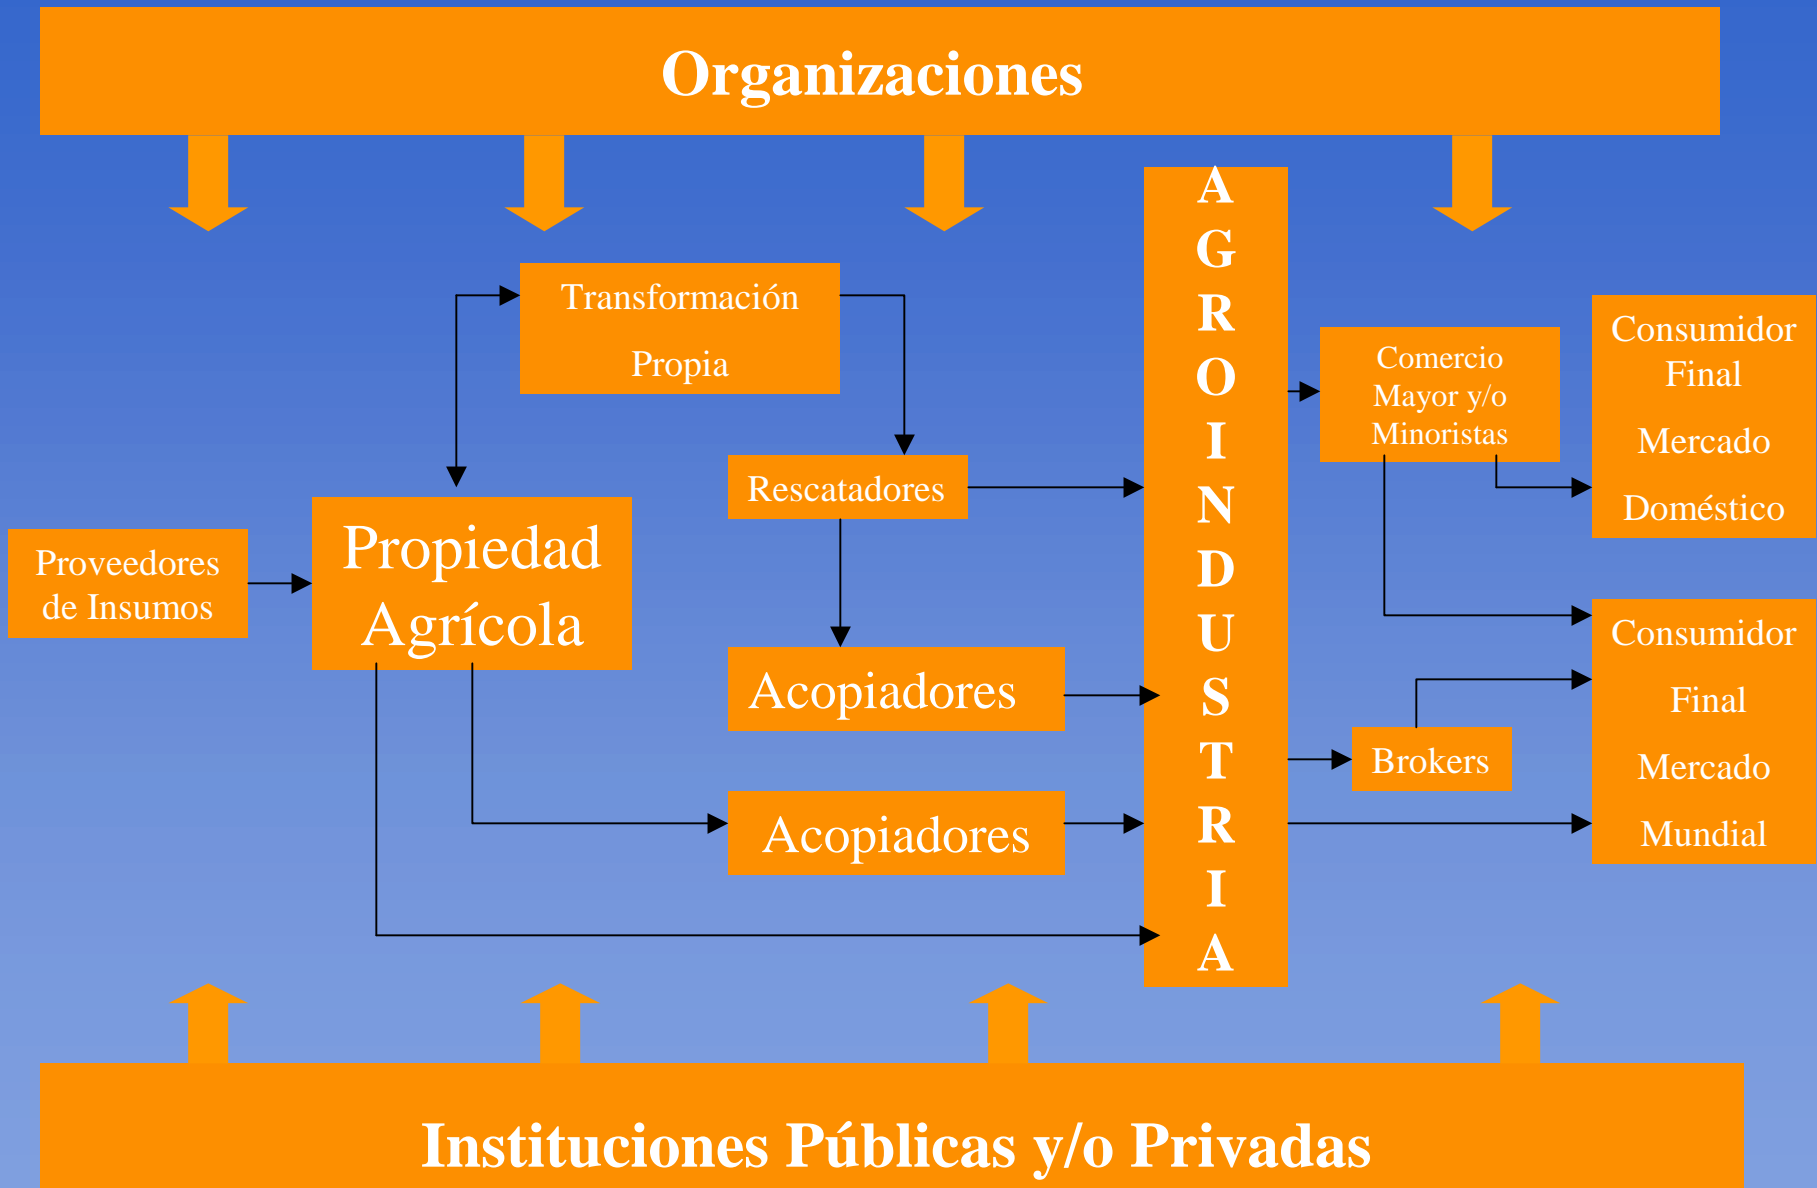 Organizaciones
Transformación
Propia
Rescatadores
Propiedad
Agrícola
Proveedores
de Insumos
Acopiadores
Acopiadores
A
G
R
O
I
N
D
U
S
T
R
I
A
Comercio
Mayor y/o
Minoristas
Brokers
Consumidor
Final
Mercado
Doméstico
Consumidor
Final
Mercado
Mundial
Instituciones Públicas y/o Privadas